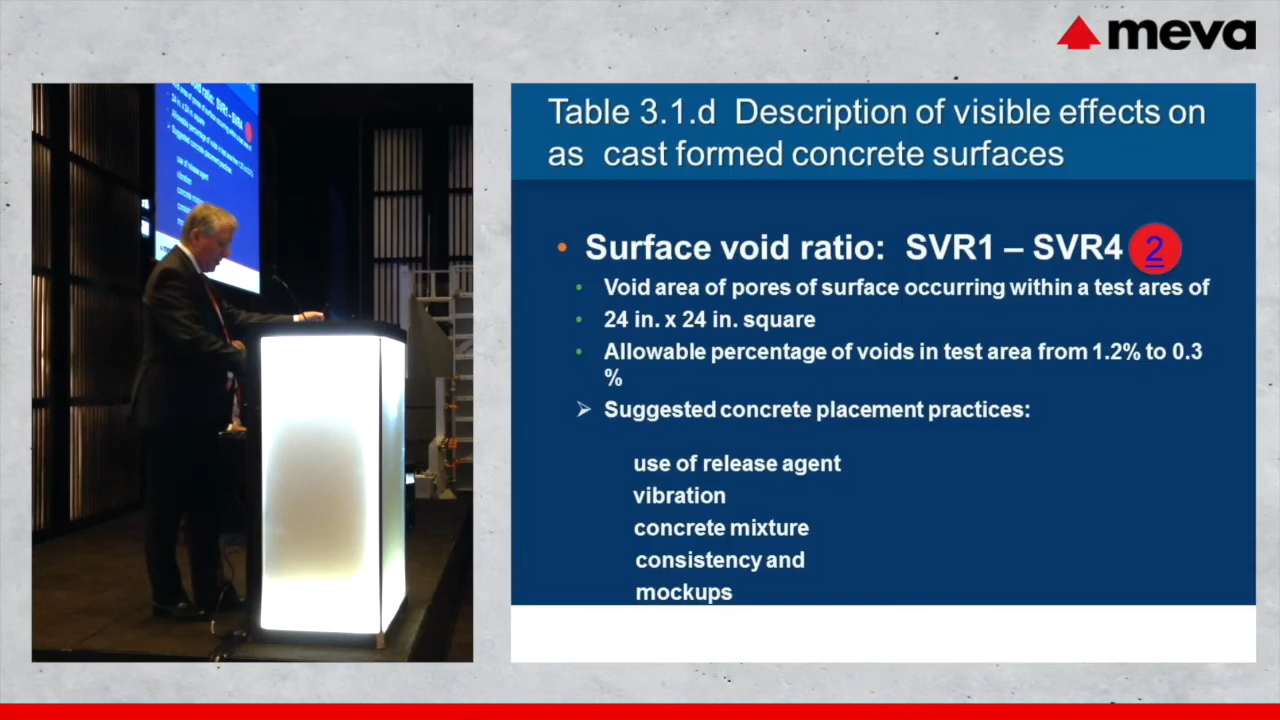 meva
Table 3.1.d Description of visible effects on
as cast formed concrete surfaces
• Surface void ratio: SVR1 – SVR4 2
• Void area of pores of surface occurring within a test ares of
• 24 in. x 24 in. square
• Allowable percentage of voids in test area from 1.2% to 0.3
%
➢ Suggested concrete placement practices:
use of release agent
vibration
concrete mixture
consistency and
mockups